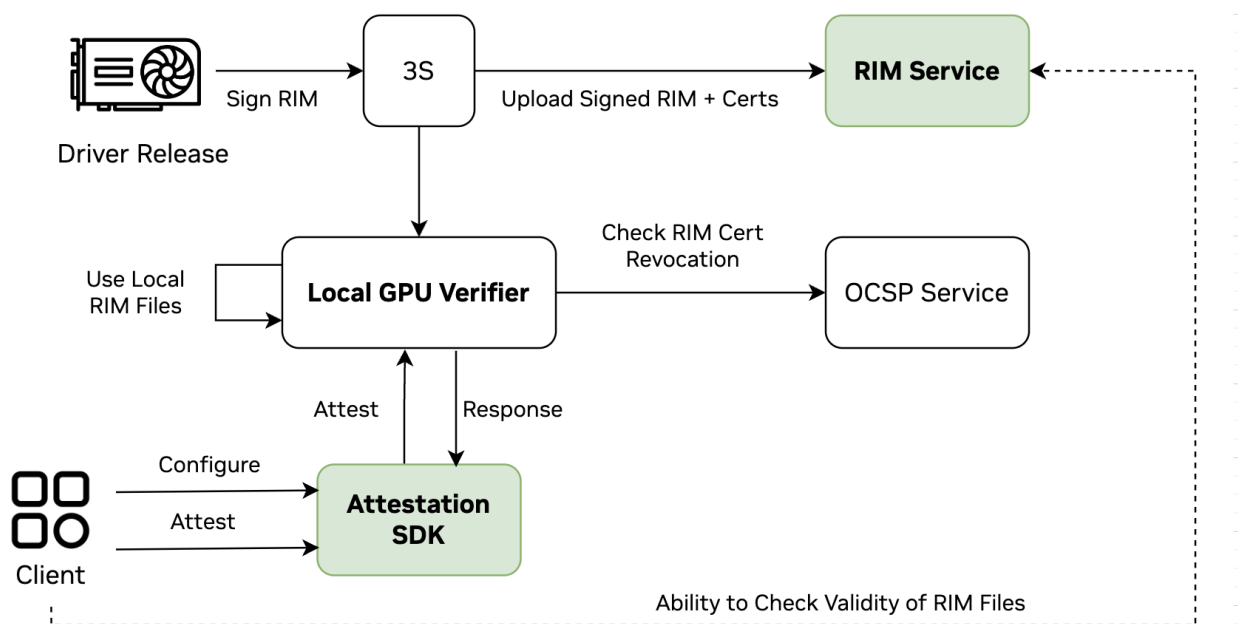 3S
RIM Service
Sign RIM
Upload Signed RIM + Certs
Driver Release
Check RIM Cert
Revocation
Use Local
RIM Files
Local GPU Verifier
OCSP Service
Attest
Response
Configure
Attest
Attestation
SDK
Client
Ability to Check Validity of RIM Files